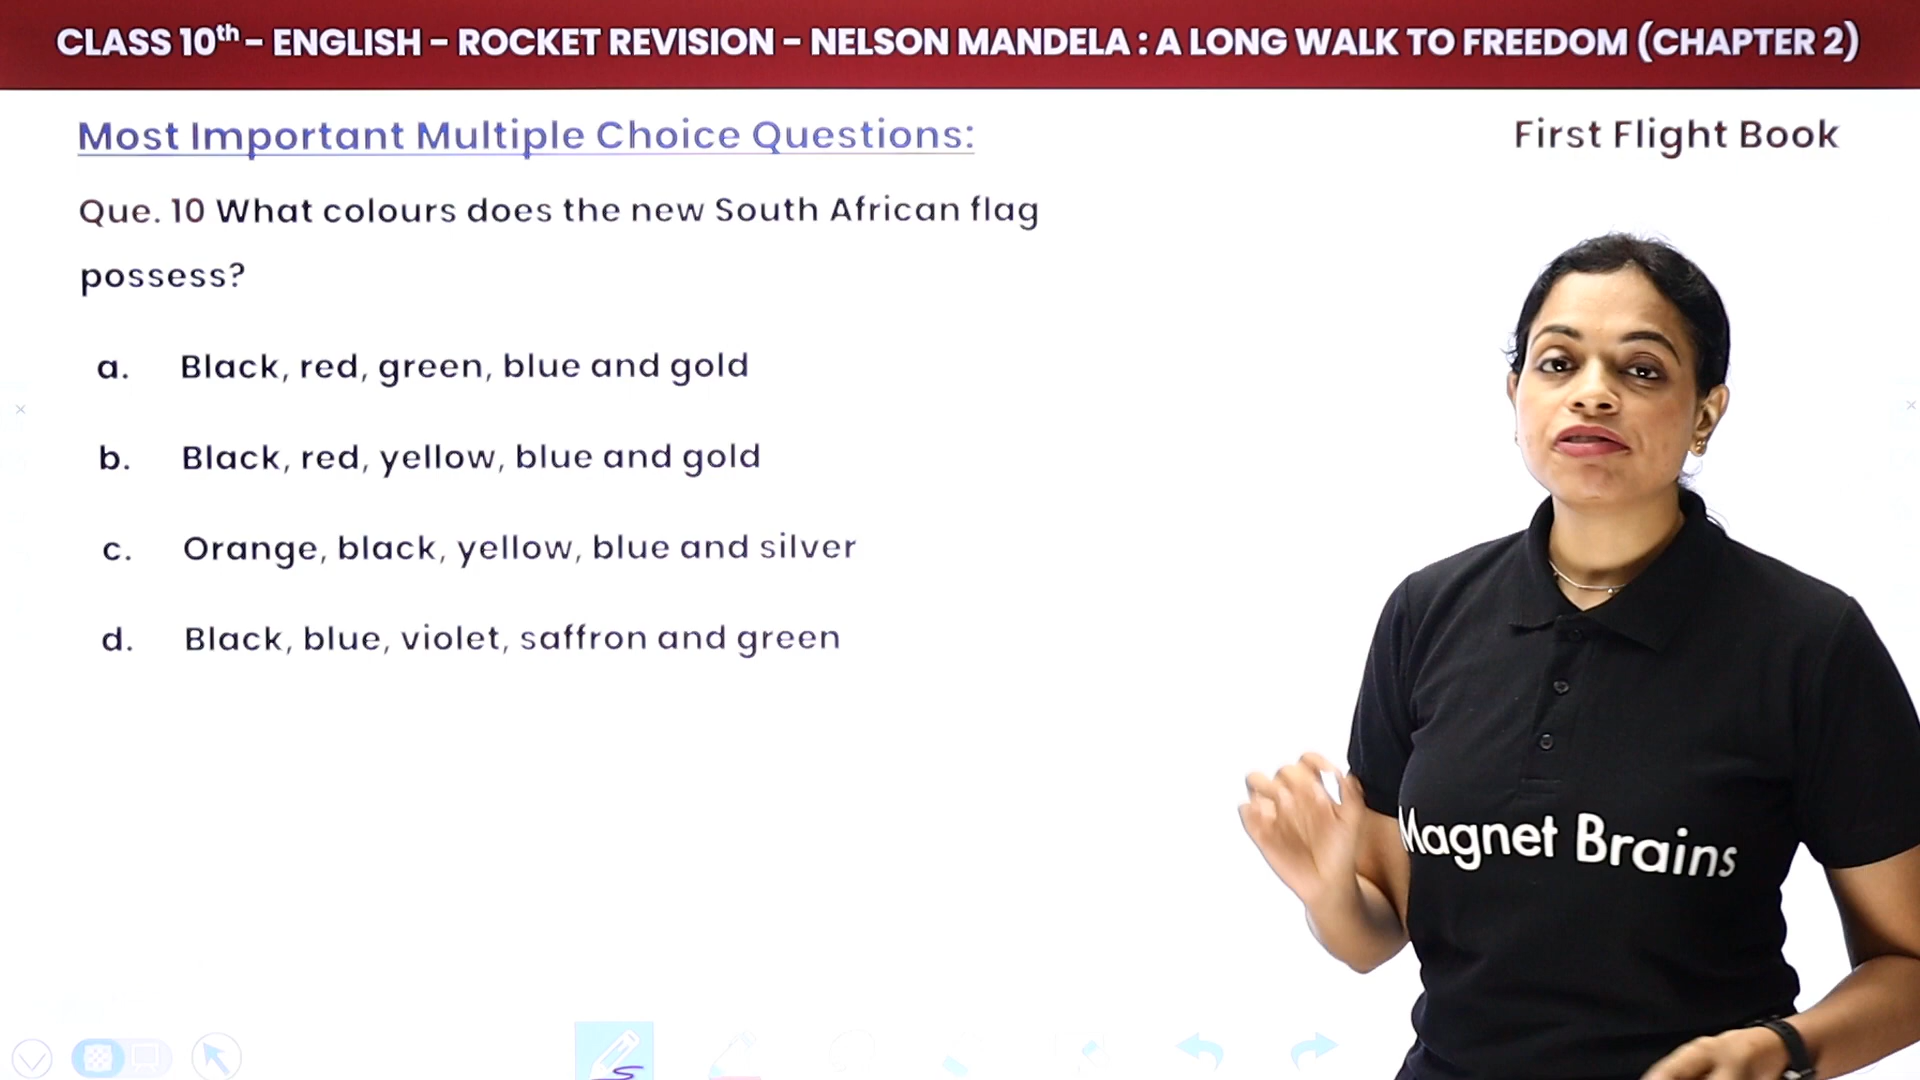 CLASS 10th - ENGLISH - ROCKET REVISION - NELSON MANDELA : A LONG WALK TO FREEDOM (CHAPTER 2)
Most Important Multiple Choice Questions:
First Flight Book
Que. 10 What colours does the new South African flag
possess?
a. Black, red, green, blue and gold
b. Black, red, yellow, blue and gold
c. Orange, black, yellow, blue and silver
d. Black, blue, violet, saffron and green
Magnet Brains